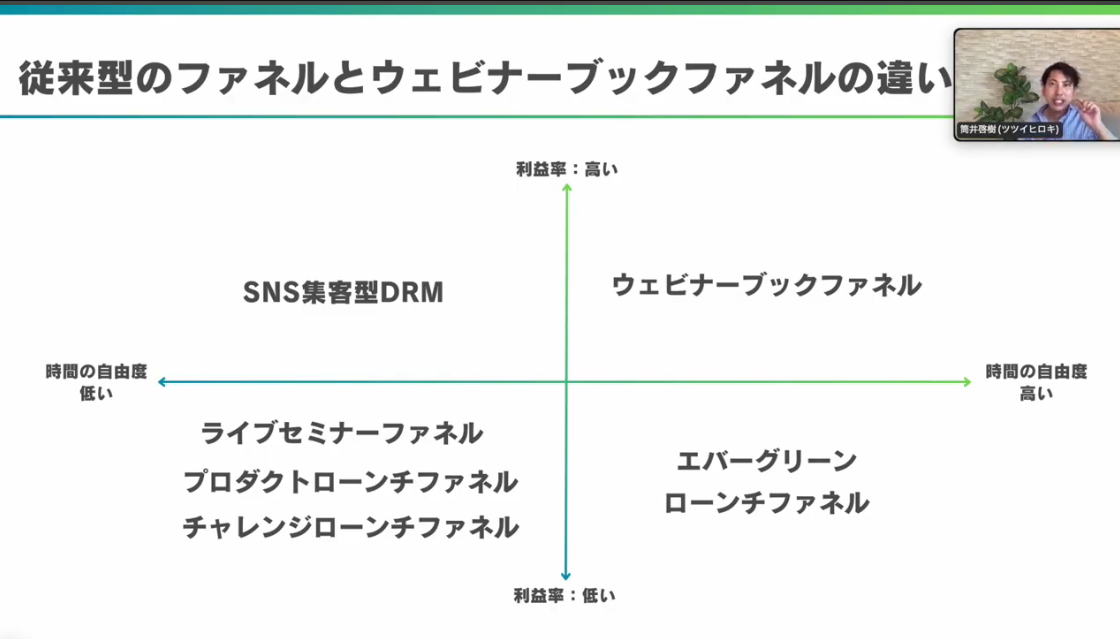 従来型のファネルとウェビナーブックファネルの違い
筒井啓樹(ツツイヒロキ)
利益率：高い
SNS集客型DRM
ウェビナーブックファネル
時間の自由度
低い
時間の自由度
高い
ライブセミナーファネル
プロダクトローンチファネル
チャレンジローンチファネル
エバーグリーン
ローンチファネル
利益率：低い